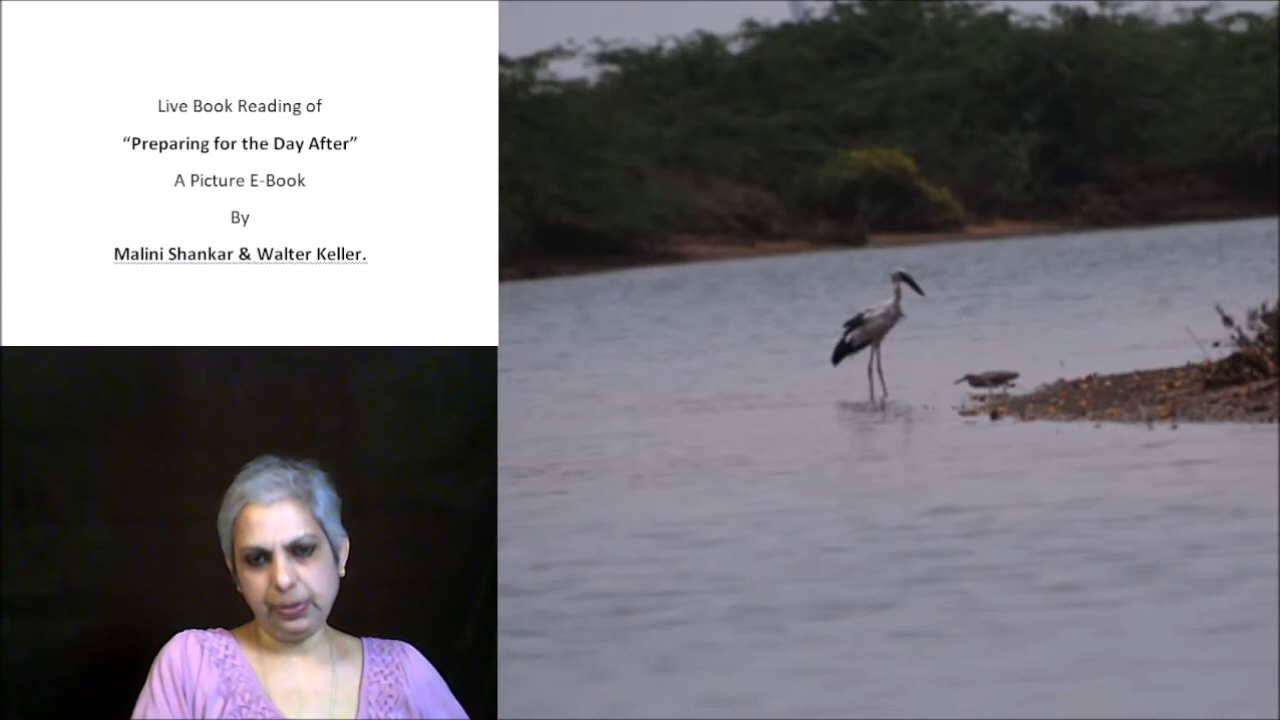 Live Book Reading of
“Preparing for the Day After”
A Picture E-Book
By
Malini Shankar & Walter Keller.